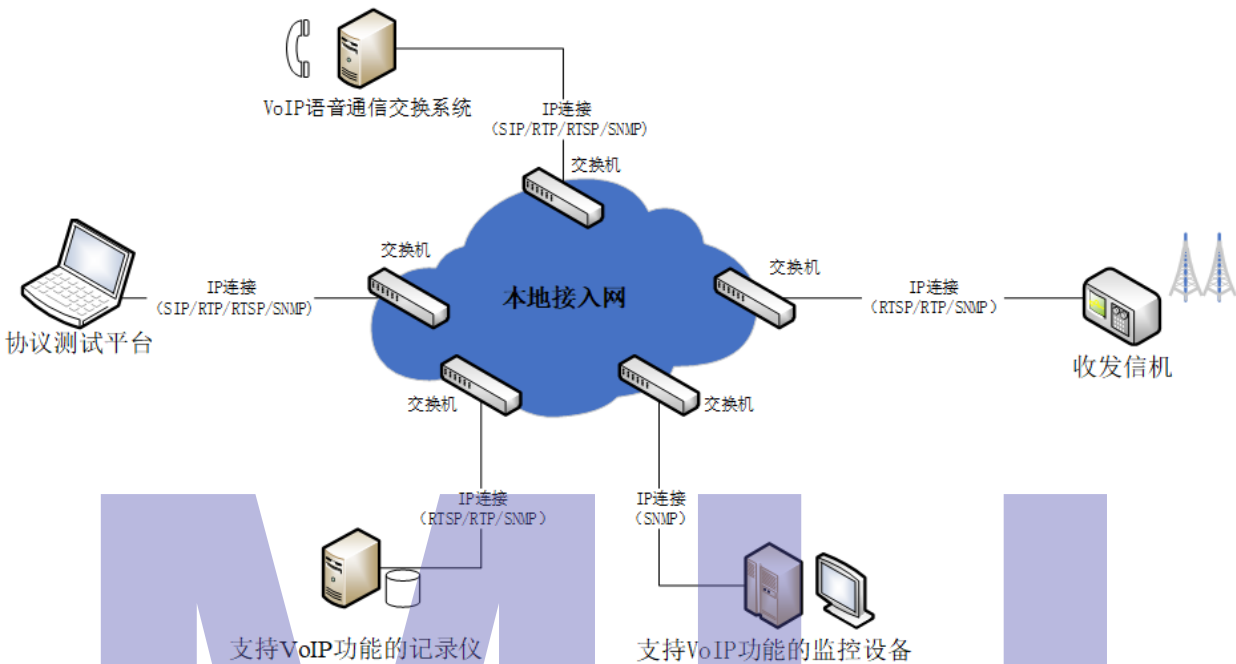 VoIP语音通信交换系统
IP连接
(SIP/RTP/RTSP/SNMP)
交换机
交换机
交换机
本地接入网
IP连接
(SIP/RTP/RTSP/SNMP)
IP连接
(RTSP/RTP/SNMP)
协议测试平台
收发信机
交换机
交换机
IP连接
(RTSP/RTP/SNMP)
IP连接
(SNMP)
支持VoIP功能的记录仪
支持VoIP功能的监控设备